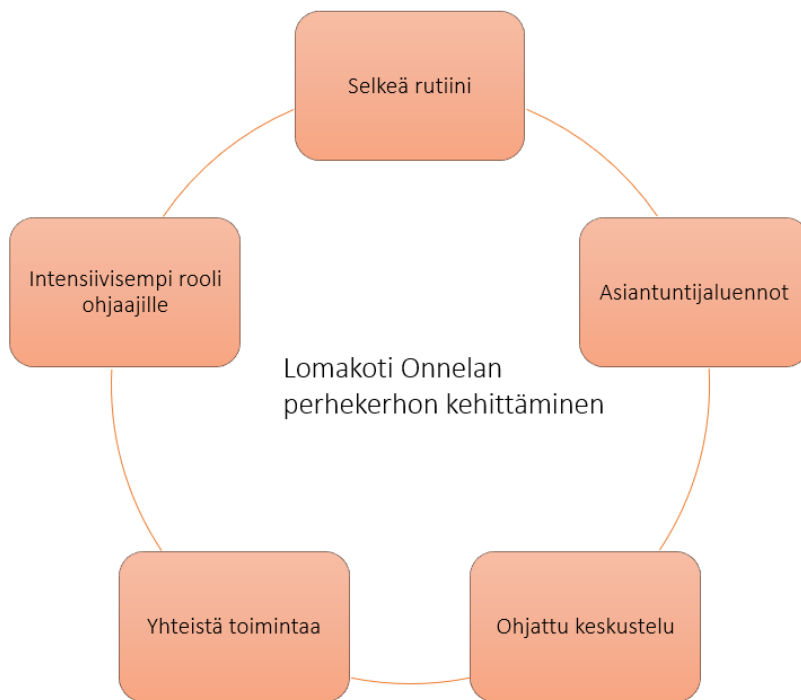 Selkeä rutiini
Intensiivisempi rooli
ohjaajille
Asiantuntijaluennot
Lomakoti Onnelan
perhekerhon kehittäminen
Yhteistä toimintaa
Ohjattu keskustelu